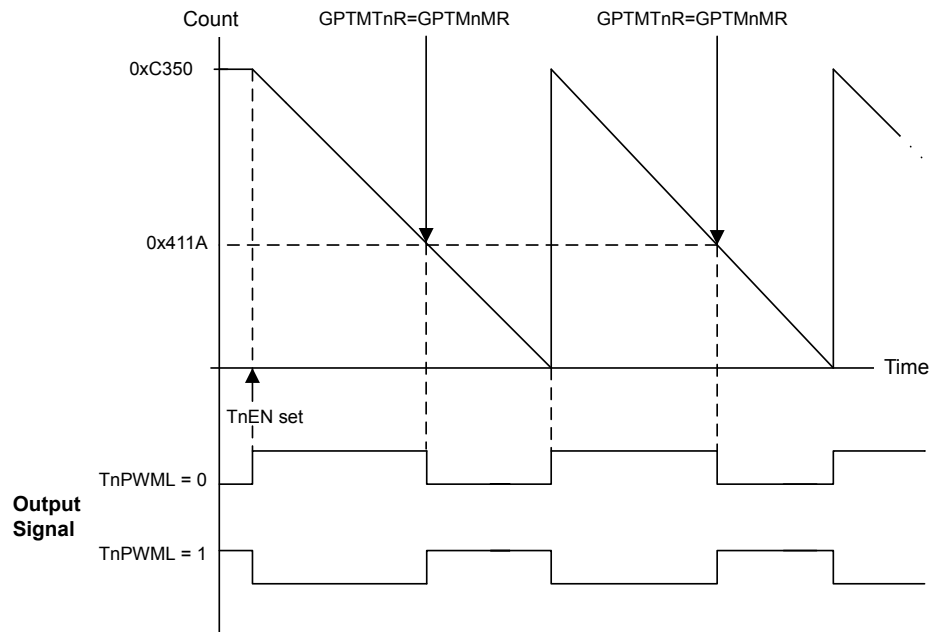 Count
GPTMTnR=GPTMnMR
GPTMTnR=GPTMnMR
0xC350
0x411A
Time
TnEN set
TnPWML = 0
Output
Signal
TnPWML = 1